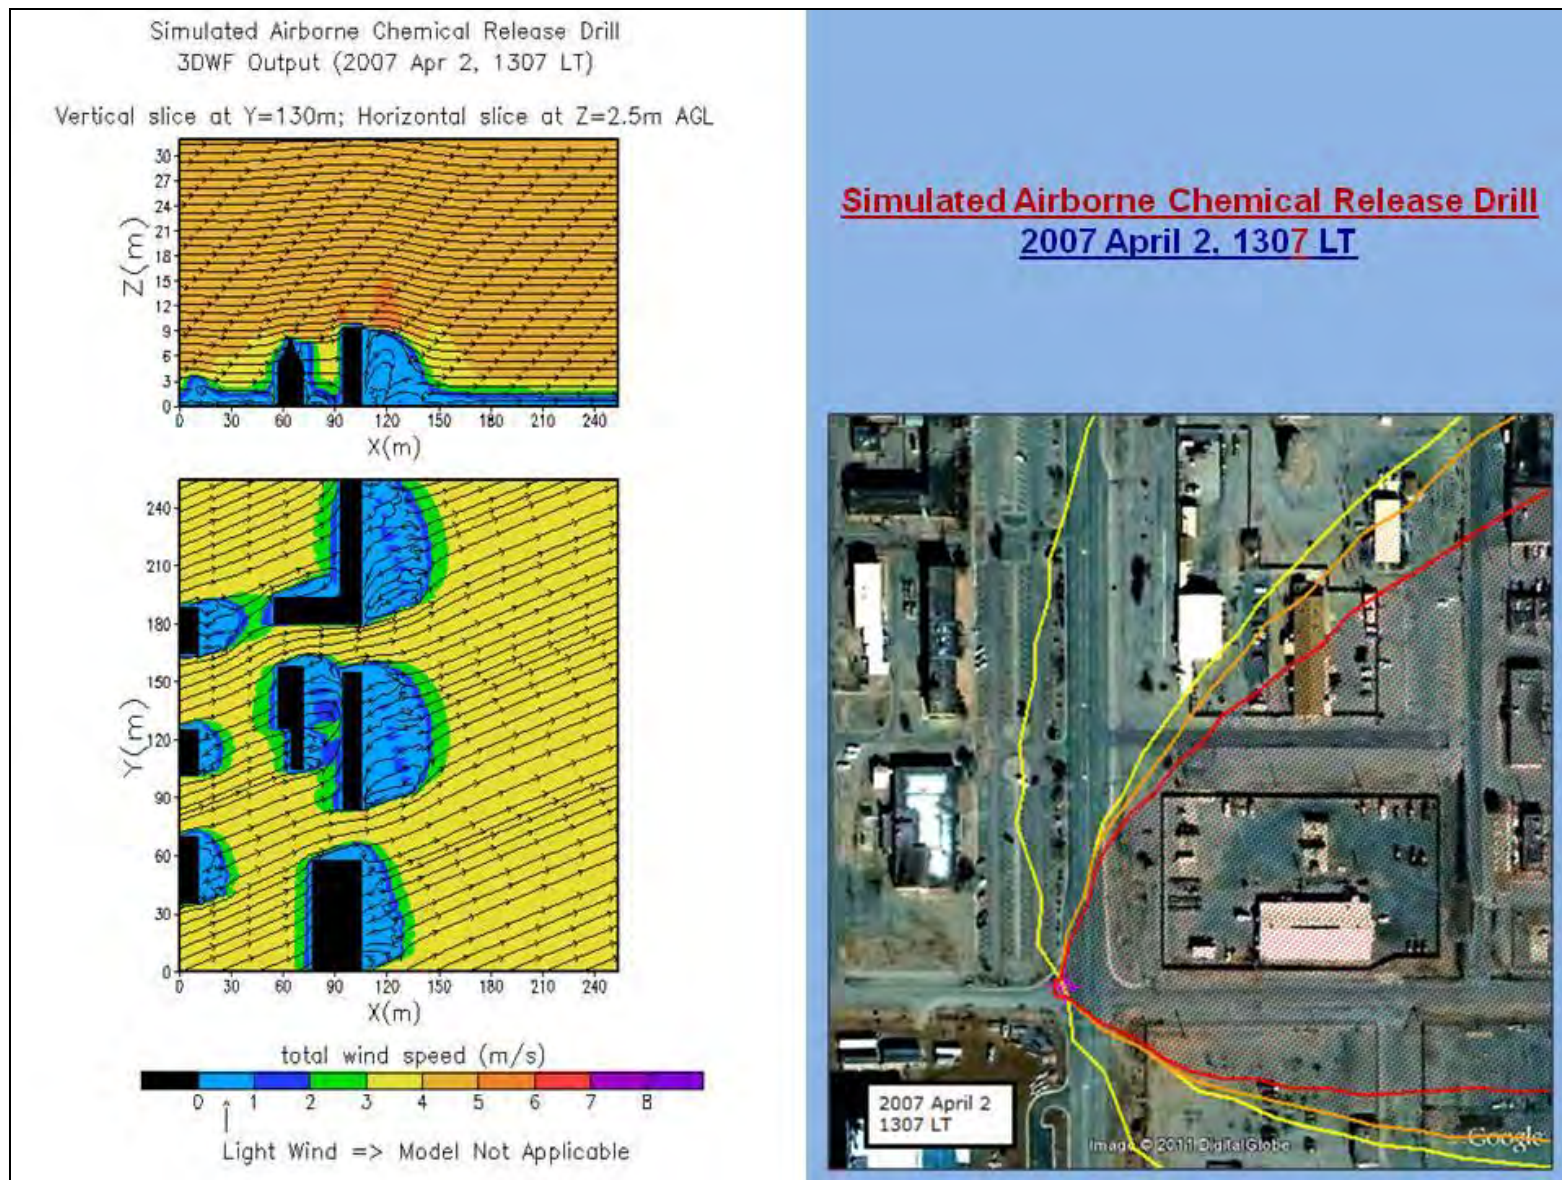 Simulated Airborne Chemical Release Drill
3DWF Output (2007 Apr 2, 1307 LT)
Vertical slice at Y=130m; Horizontal slice at Z=2.5m AGL
30
27
24
21
18
15
12
9
6
3
0
Z(m)
0 30 60 90 120 150 180 210 240
X(m)
240
210
180
150
120
90
60
30
0
Y(m)
0 30 60 90 120 150 180 210 240
X(m)
total wind speed (m/s)
0 1 2 3 4 5 6 7 8
Light Wind => Model Not Applicable
Simulated Airborne Chemical Release Drill
2007 April 2. 1307 LT
2007 April 2
1307 LT
Image © 2011 DigitalGlobe
Google